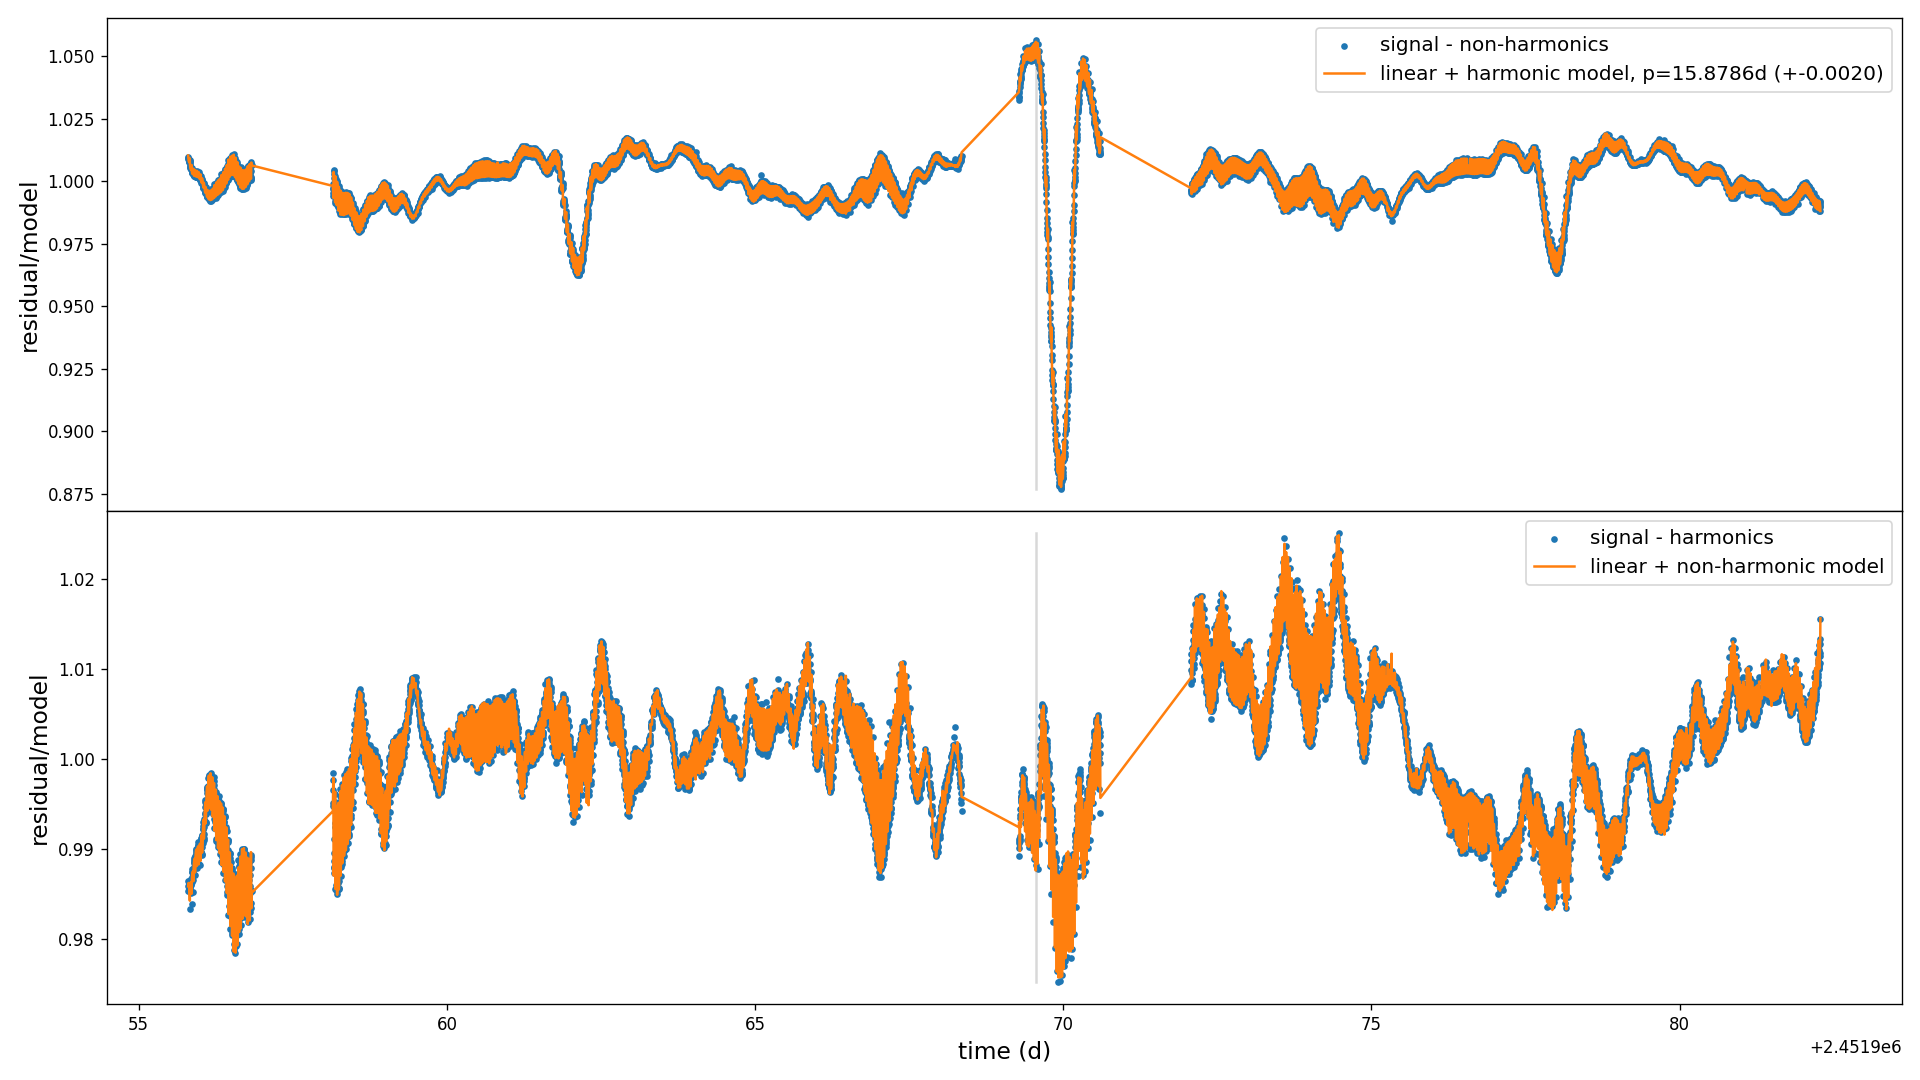 residual/model
1.050
1.025
1.000
0.975
0.950
0.925
0.900
0.875
signal - non-harmonics
linear + harmonic model, p=15.8786d (+-0.0020)
residual/model
1.02
1.01
1.00
0.99
0.98
signal - harmonics
linear + non-harmonic model
55
60
65
70
75
80
time (d)
+2.4519e6